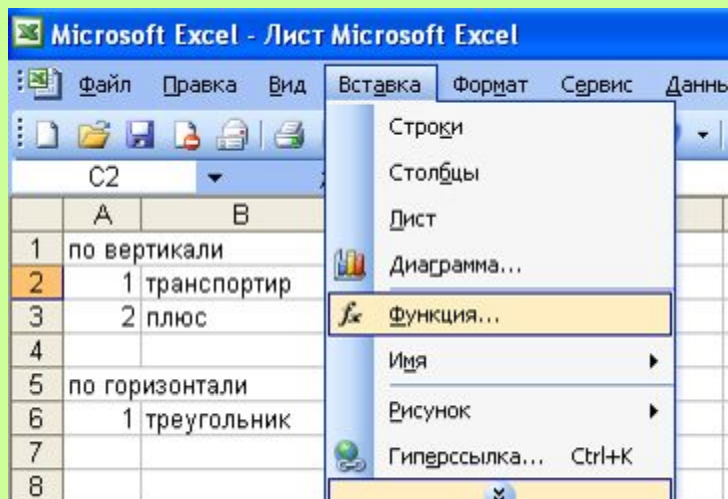 Microsoft Excel - Лист Microsoft Excel
Файл Правка Вид Вставка Формат Сервис Данны
C2
Строки
Столбцы
Лист
Диаграмма...
fx Функция...
Имя
Рисунок
Гиперссылка... Ctrl+K
A B
1 по вертикали
2 1 транспортир
3 2 плюс
4
5 по горизонтали
6 1 треугольник
7
8